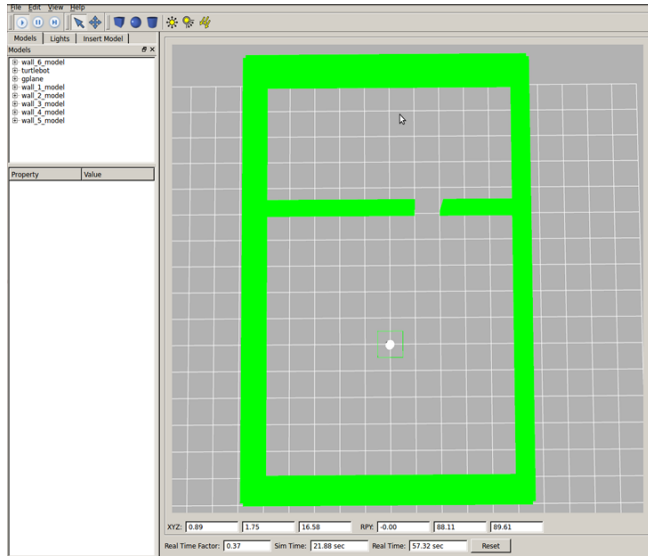 File Edit View Help
Models Lights Insert Model
Models
wall_6_model
turtlebot
gplane
wall_1_model
wall_2_model
wall_3_model
wall_4_model
wall_5_model
Property Value
XYZ: 0.89 1.75 16.58 RPY: -0.00 88.11 89.61
Real Time Factor: 0.37 Sim Time: 21.88 sec Real Time: 57.32 sec Reset